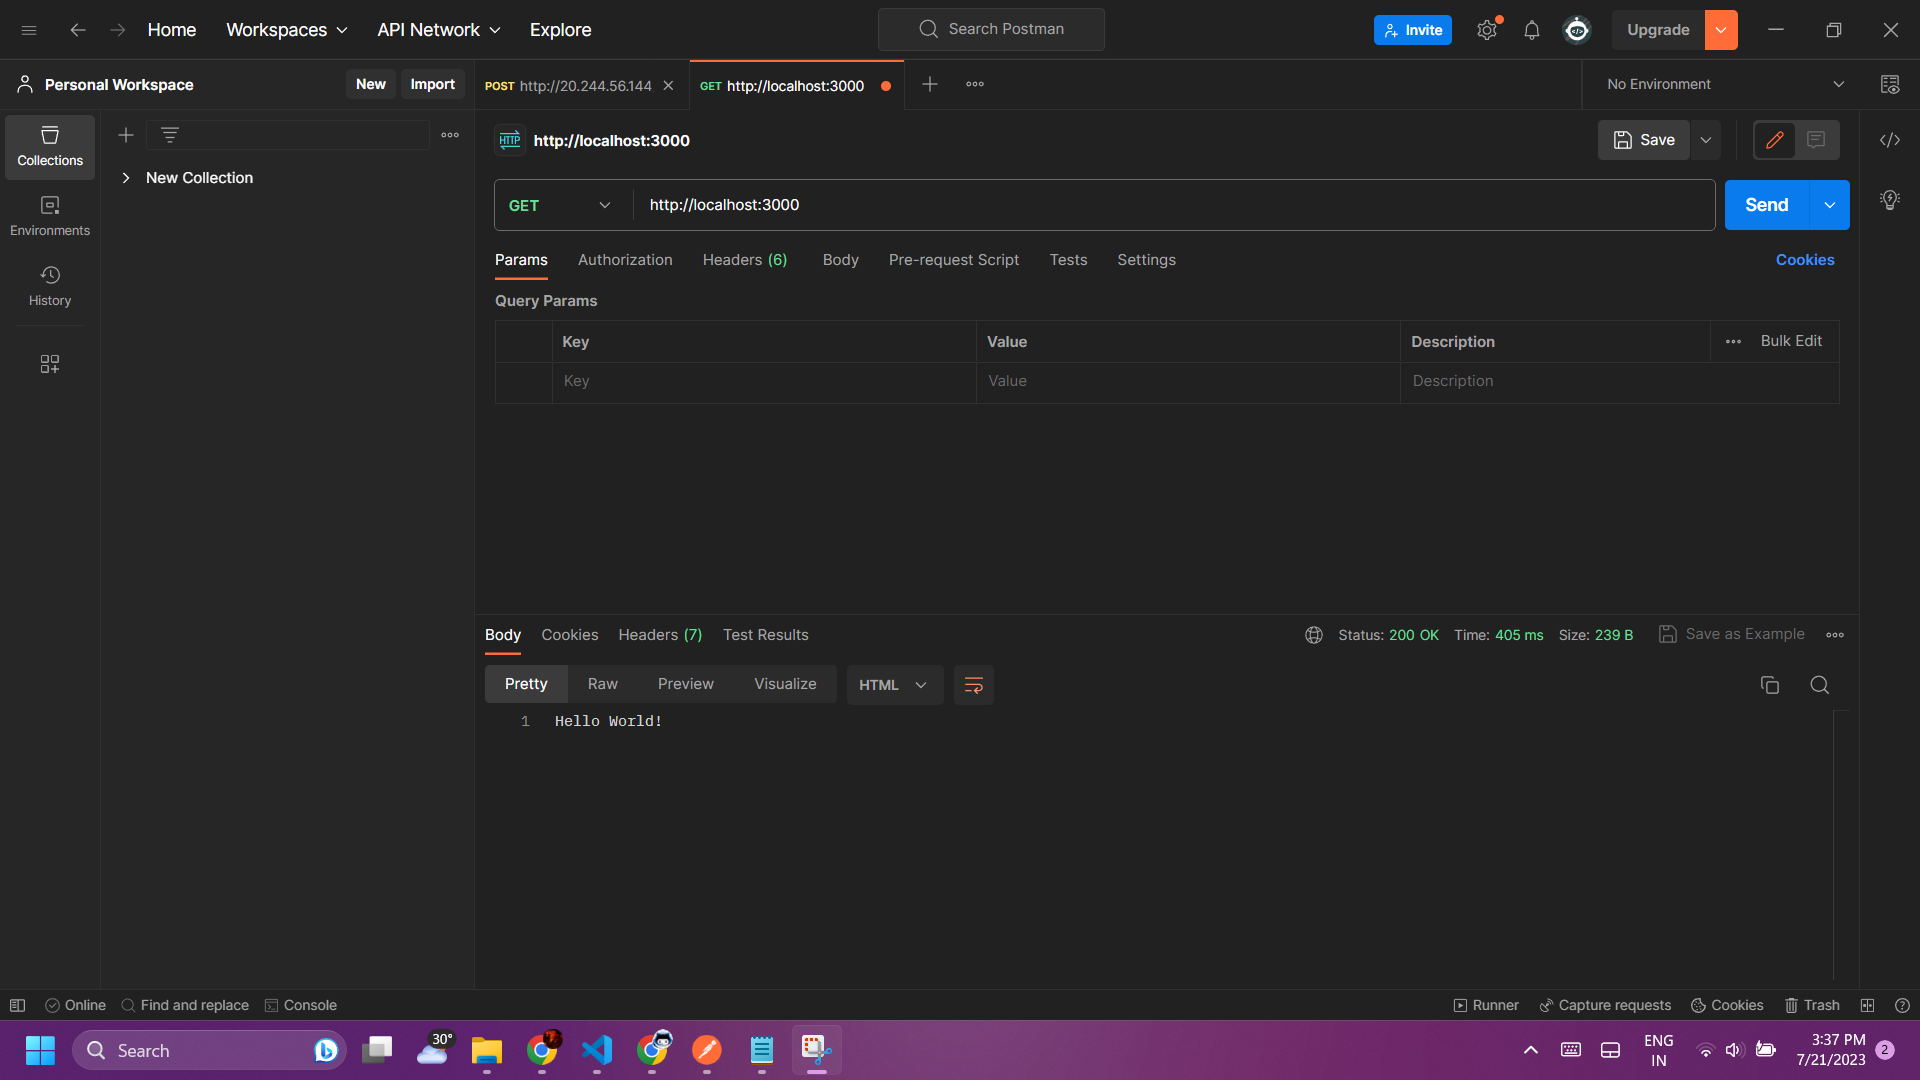 Home Workspaces API Network Explore Search Postman Invite Upgrade
Personal Workspace New Import POST http://20.244.56.144 GET http://localhost:3000 No Environment
HTTP http://localhost:3000 Save
Collections
New Collection
GET http://localhost:3000 Send
Environments
Params Authorization Headers (6) Body Pre-request Script Tests Settings Cookies
History
Query Params
Key Value Description Bulk Edit
Key Value Description
Body Cookies Headers (7) Test Results Status: 200 OK Time: 405 ms Size: 239 B Save as Example
Pretty Raw Preview Visualize HTML
1 Hello World!
Online Find and replace Console Runner Capture requests Cookies Trash
Search 30° ENG IN 3:37 PM
7/21/2023 2